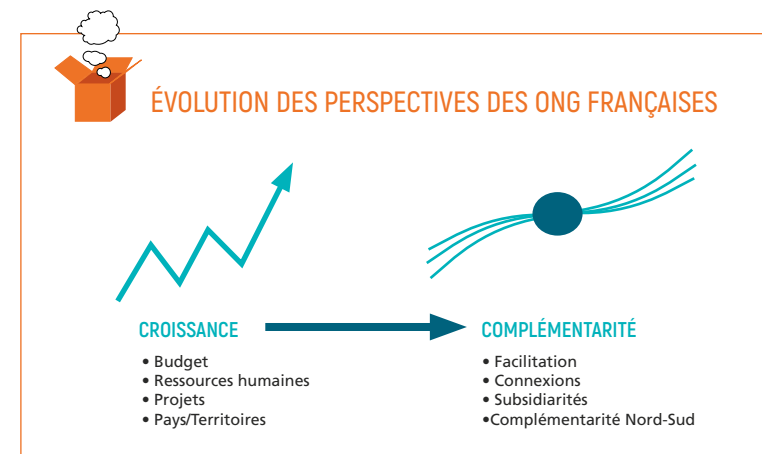 ÉVOLUTION DES PERSPECTIVES DES ONG FRANÇAISES
CROISSANCE
• Budget
• Ressources humaines
• Projets
• Pays/Territoires
COMPLÉMENTARITÉ
• Facilitation
• Connexions
• Subsidiarités
•Complémentarité Nord-Sud